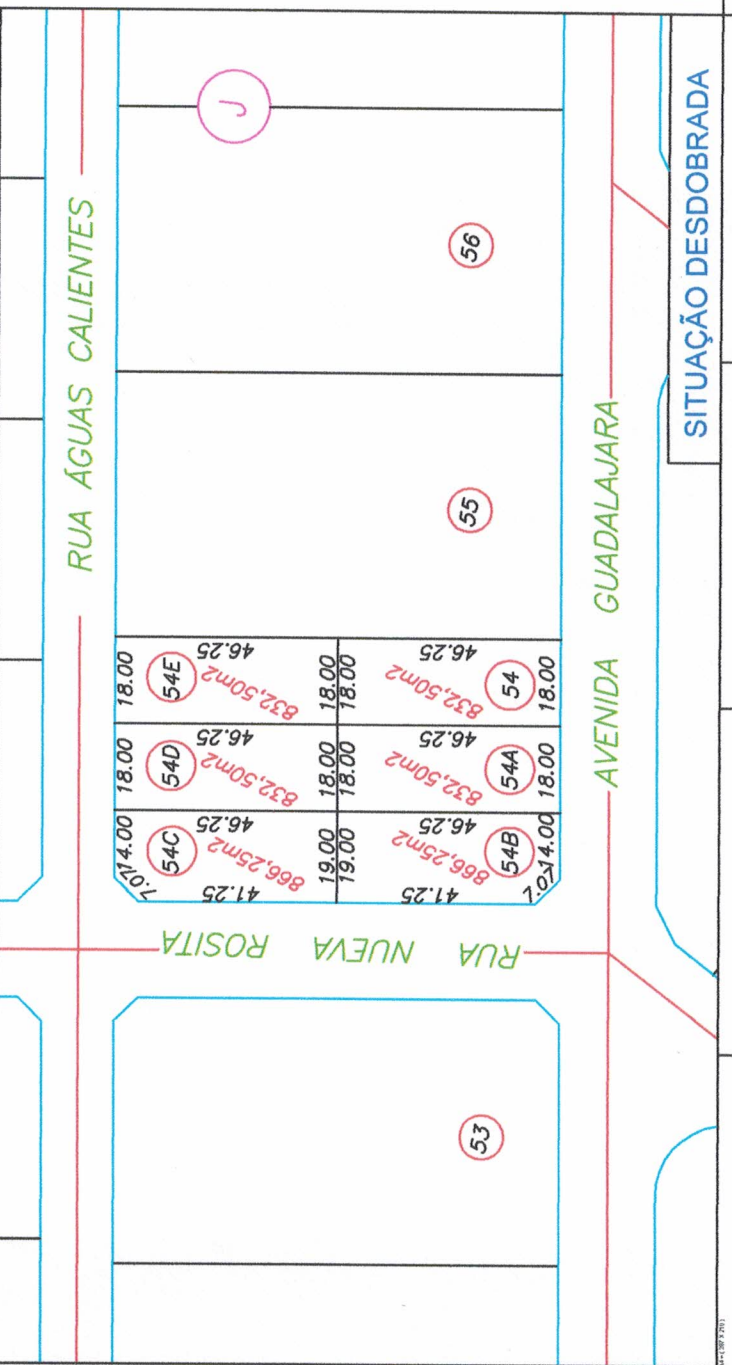 RUA ÁGUAS CALIENTES
J
56
55
18.00
18.00
14.00
7.07
54E
54D
54C
46.25
46.25
46.25
41.25
832,50m2
832,50m2
866,25m2
18.00
18.00
19.00
18.00
18.00
19.00
46.25
46.25
46.25
41.25
832,50m2
832,50m2
866,25m2
54
54A
54B
18.00
18.00
14.00
7.07
RUA NUEVA ROSITA
53
AVENIDA GUADALAJARA
SITUAÇÃO DESDOBRADA